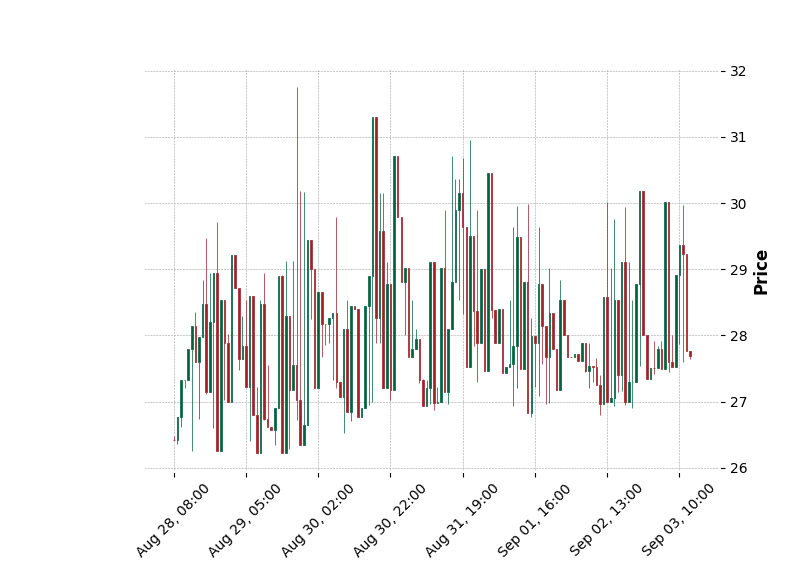 32
31
30
29
28
27
26
Price
Aug 28, 08:00
Aug 29, 05:00
Aug 30, 02:00
Aug 30, 22:00
Aug 31, 19:00
Sep 01, 16:00
Sep 02, 13:00
Sep 03, 10:00